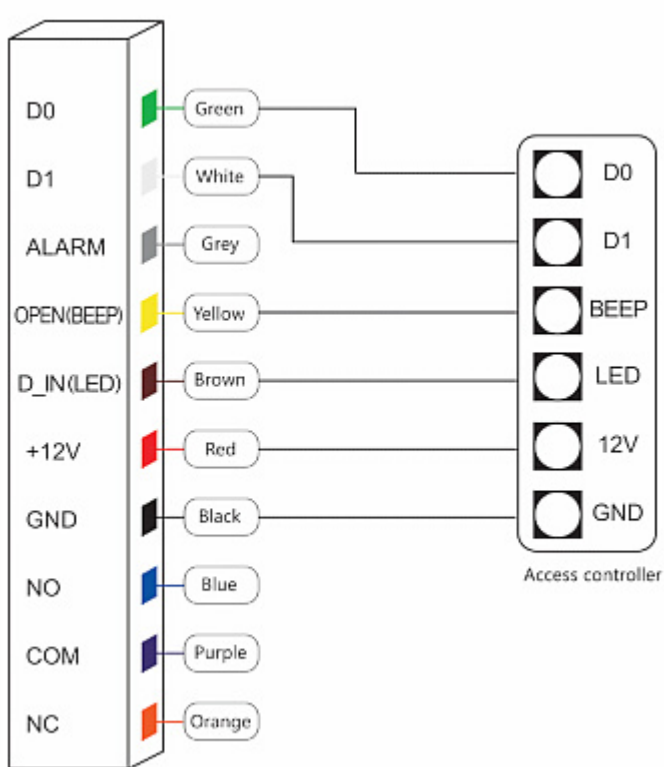 D0 Green
D1 White
ALARM Grey
OPEN(BEEP) Yellow
D_IN(LED) Brown
+12V Red
GND Black
NO Blue
COM Purple
NC Orange
D0
D1
BEEP
LED
12V
GND
Access controller